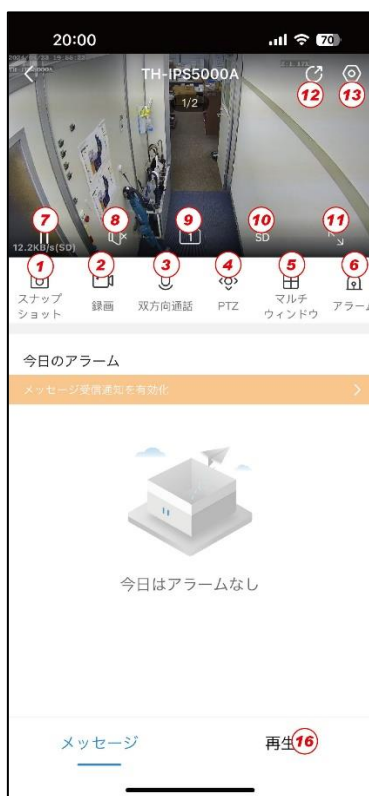 20:00
70
TH-IPS5000A
12
13
1/2
7
8
9
1
10
SD
11
12.2KB/s(SD)
1
2
3
4
5
6
スナップ
ショット
録画
双方向通話
PTZ
マルチ
ウィンドウ
アラーム
今日のアラーム
メッセージ受信通知を有効化
今日はアラームなし
メッセージ
再生
16